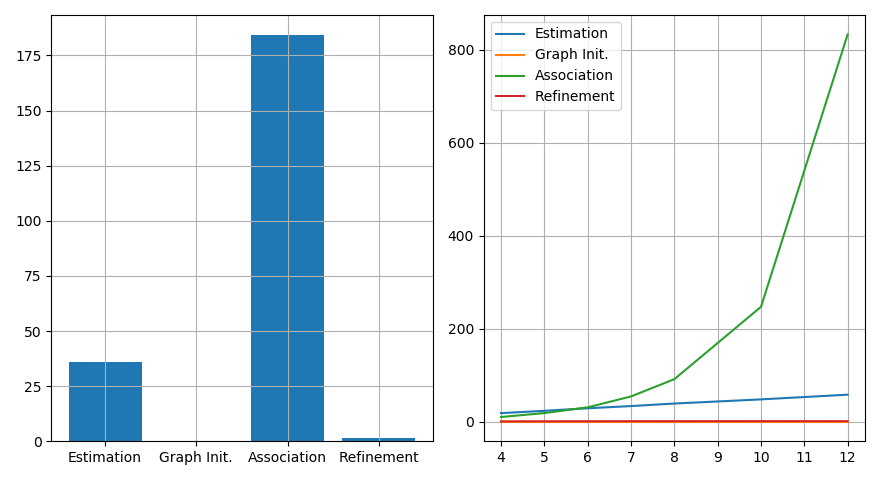 175
150
125
100
75
50
25
0
Estimation Graph Init. Association Refinement
Estimation
Graph Init.
Association
Refinement
800
600
400
200
0
4 5 6 7 8 9 10 11 12